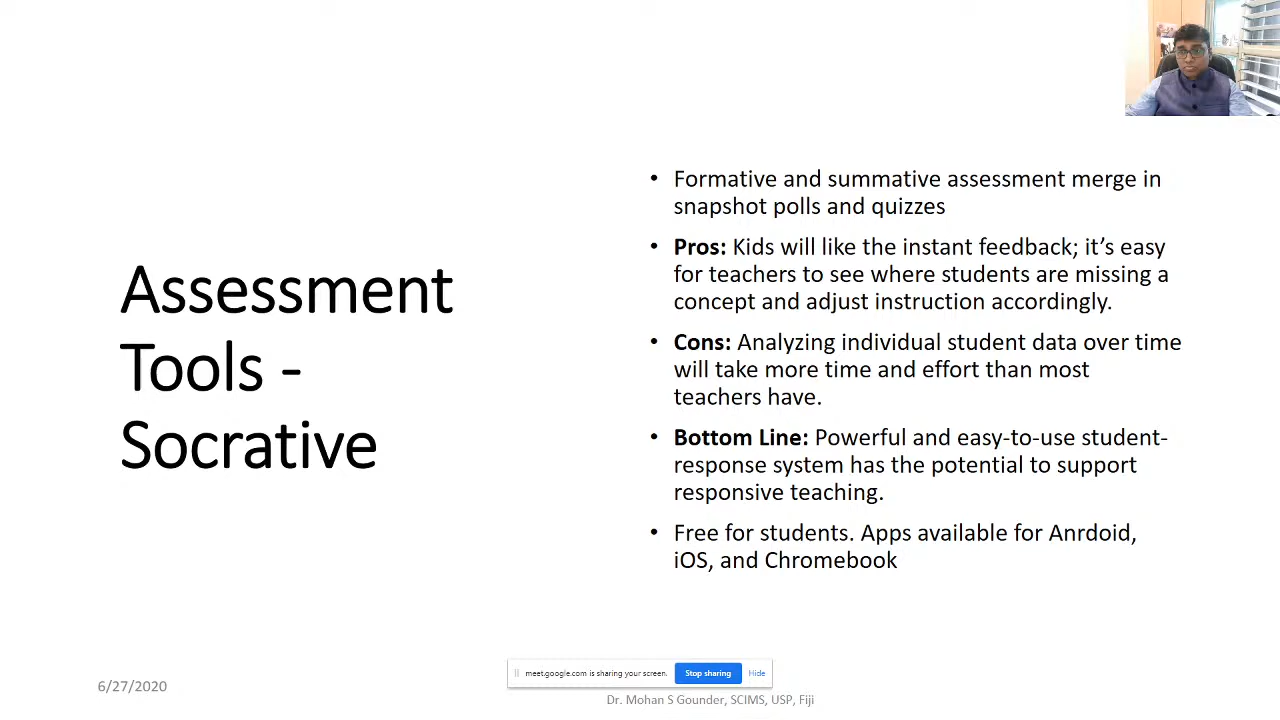 Assessment
Tools -
Socrative
• Formative and summative assessment merge in
snapshot polls and quizzes
• Pros: Kids will like the instant feedback; it’s easy
for teachers to see where students are missing a
concept and adjust instruction accordingly.
• Cons: Analyzing individual student data over time
will take more time and effort than most
teachers have.
• Bottom Line: Powerful and easy-to-use student-
response system has the potential to support
responsive teaching.
• Free for students. Apps available for Anrdoid,
iOS, and Chromebook
meet.google.com is sharing your screen. Stop sharing Hide
6/27/2020
Dr. Mohan S Gounder, SCIMS, USP, Fiji